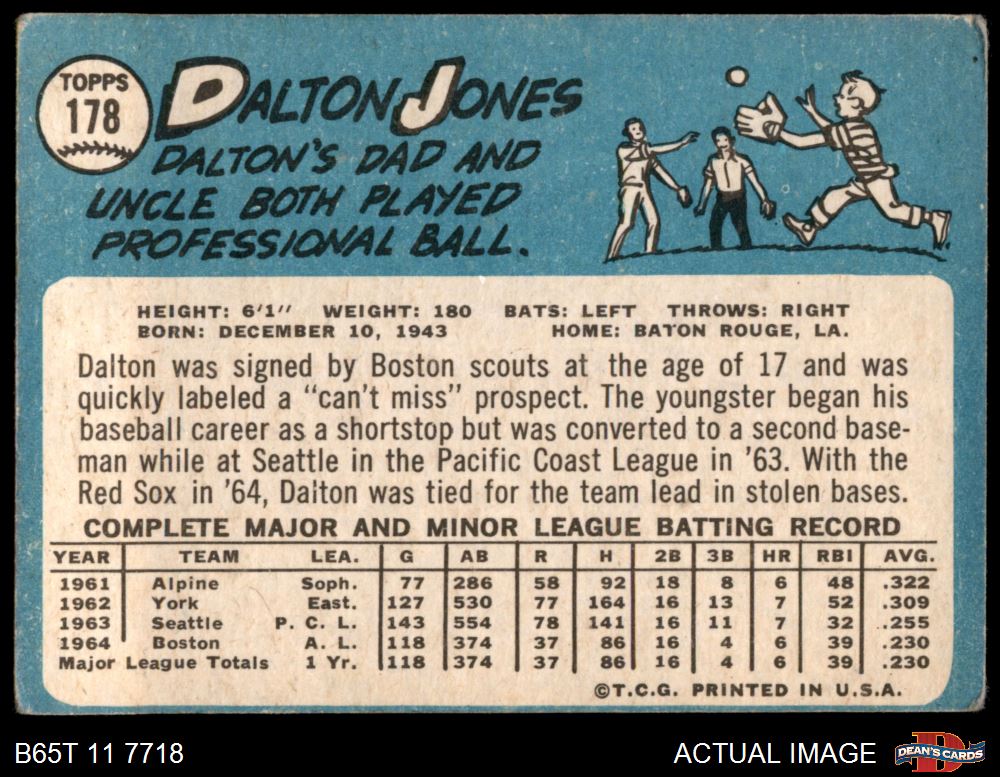 TOPPS
178
DALTON JONES
DALTON'S DAD AND
UNCLE BOTH PLAYED
PROFESSIONAL BALL.
HEIGHT: 6'1" WEIGHT: 180 BATS: LEFT THROWS: RIGHT
BORN: DECEMBER 10, 1943 HOME: BATON ROUGE, LA.
Dalton was signed by Boston scouts at the age of 17 and was
quickly labeled a "can't miss" prospect. The youngster began his
baseball career as a shortstop but was converted to a second base-
man while at Seattle in the Pacific Coast League in '63. With the
Red Sox in '64, Dalton was tied for the team lead in stolen bases.
COMPLETE MAJOR AND MINOR LEAGUE BATTING RECORD
YEAR TEAM LEA. G AB R H 2B 3B HR RBI AVG.
1961 Alpine Soph. 77 286 58 92 18 8 6 48 .322
1962 York East. 127 530 77 164 16 13 7 52 .309
1963 Seattle P. C. L. 143 554 78 141 16 11 7 32 .255
1964 Boston A. L. 118 374 37 86 16 4 6 39 .230
Major League Totals 1 Yr. 118 374 37 86 16 4 6 39 .230
©T.C.G. PRINTED IN U.S.A.
B65T 11 7718 ACTUAL IMAGE DEAN'S CARDS